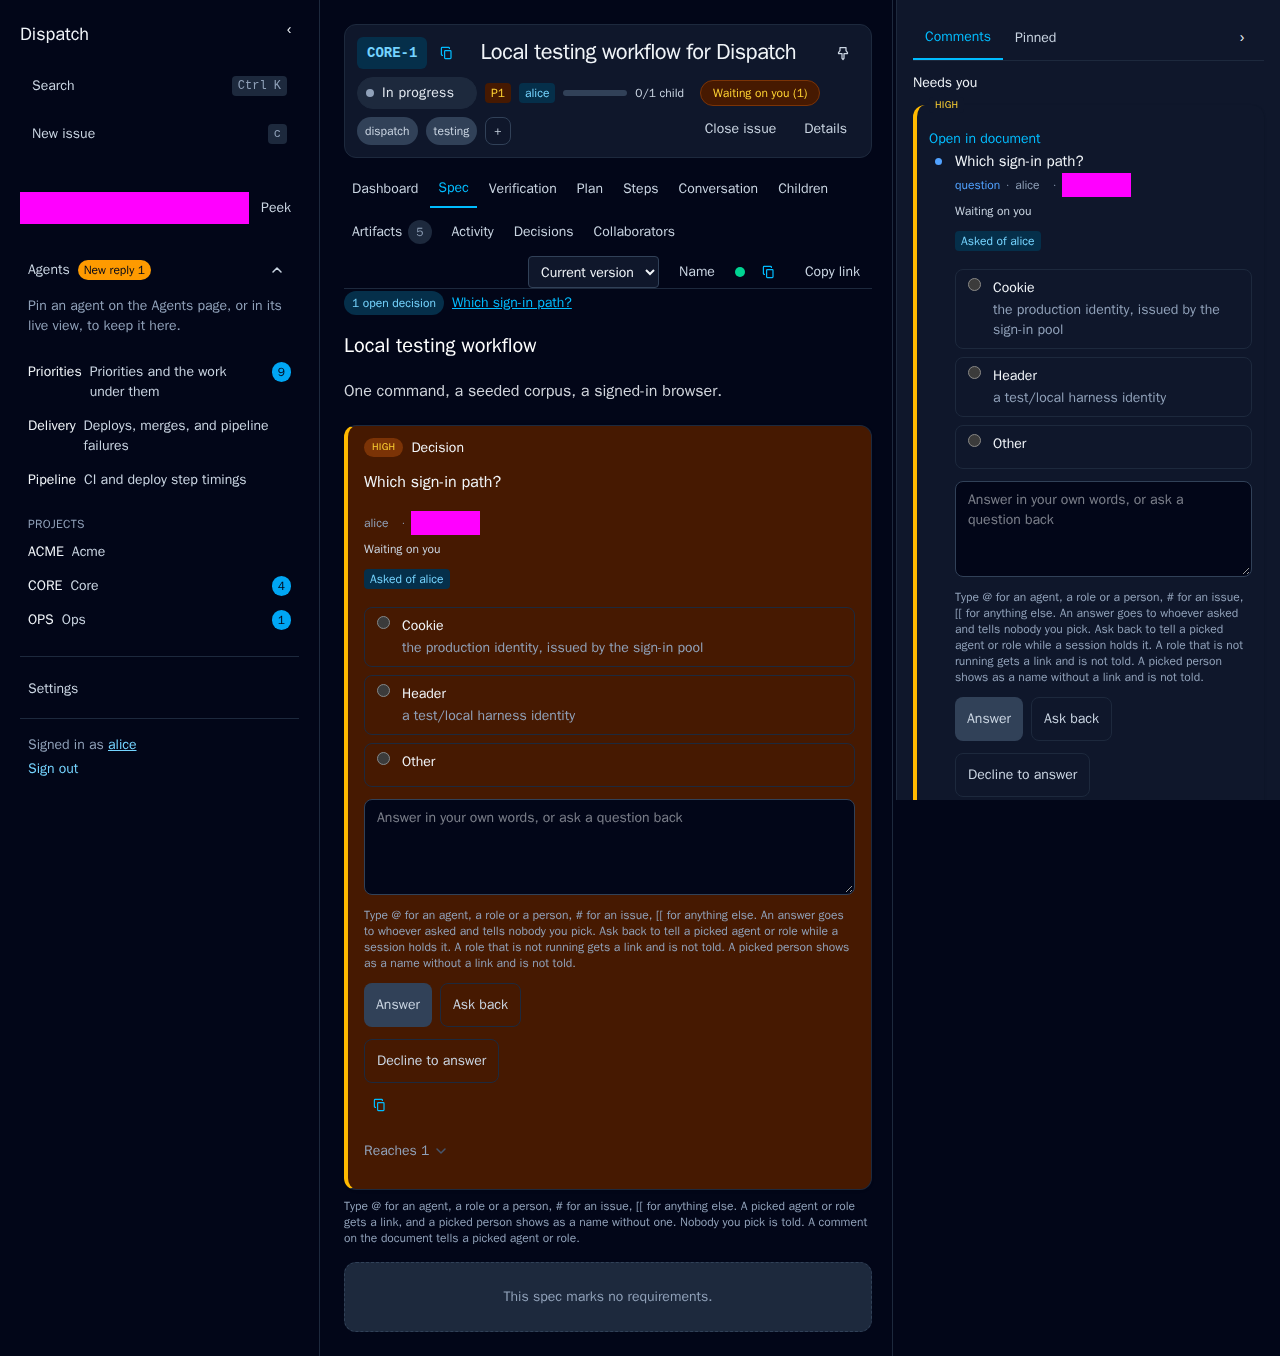 Dispatch
Search
Ctrl K
New issue
C
Peek
Agents
New reply 1
Pin an agent on the Agents page, or in its
live view, to keep it here.
Priorities
Priorities and the work
under them
9
Delivery
Deploys, merges, and pipeline
failures
Pipeline
CI and deploy step timings
PROJECTS
ACME Acme
CORE Core
4
OPS Ops
1
Settings
Signed in as alice
Sign out
CORE-1
Local testing workflow for Dispatch
In progress
P1
alice
0/1 child
Waiting on you (1)
dispatch
testing
+
Close issue
Details
Dashboard
Spec
Verification
Plan
Steps
Conversation
Children
Artifacts 5
Activity
Decisions
Collaborators
Current version
Name
Copy link
1 open decision
Which sign-in path?
Local testing workflow
One command, a seeded corpus, a signed-in browser.
HIGH
Decision
Which sign-in path?
alice ·
Waiting on you
Asked of alice
Cookie
the production identity, issued by the sign-in pool
Header
a test/local harness identity
Other
Answer in your own words, or ask a question back
Type @ for an agent, a role or a person, # for an issue, [[ for anything else. An answer goes
to whoever asked and tells nobody you pick. Ask back to tell a picked agent or role while a
session holds it. A role that is not running gets a link and is not told. A picked person shows
as a name without a link and is not told.
Answer
Ask back
Decline to answer
Reaches 1
Type @ for an agent, a role or a person, # for an issue, [[ for anything else. A picked agent or role
gets a link, and a picked person shows as a name without one. Nobody you pick is told. A comment
on the document tells a picked agent or role.
This spec marks no requirements.
Comments
Pinned
Needs you
HIGH
Open in document
Which sign-in path?
question · alice ·
Waiting on you
Asked of alice
Cookie
the production identity, issued by the
sign-in pool
Header
a test/local harness identity
Other
Answer in your own words, or ask a
question back
Type @ for an agent, a role or a person, # for an issue,
[[ for anything else. An answer goes to whoever asked
and tells nobody you pick. Ask back to tell a picked
agent or role while a session holds it. A role that is not
running gets a link and is not told. A picked person
shows as a name without a link and is not told.
Answer
Ask back
Decline to answer